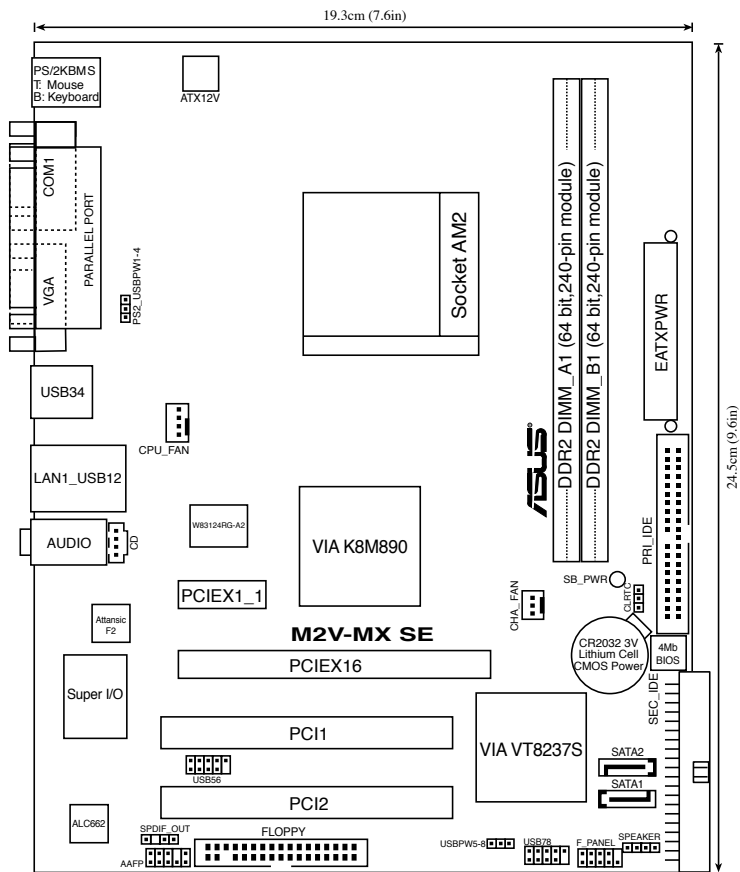 19.3cm (7.6in)
PS/2KBMS
T: Mouse
B: Keyboard
ATX12V
COM1
PARALLEL PORT
VGA
PS2_USBPW1-4
Socket AM2
DDR2 DIMM_A1 (64 bit,240-pin module)
DDR2 DIMM_B1 (64 bit,240-pin module)
EATXPWR
24.5cm (9.6in)
USB34
CPU_FAN
LAN1_USB12
ASUS
®
PRI_IDE
W83124RG-A2
VIA K8M890
AUDIO
CD
SB_PWR
CLRTC
CHA_FAN
PCIEX1_1
Attansic
F2
M2V-MX SE
CR2032 3V
Lithium Cell
CMOS Power
4Mb
BIOS
PCIEX16
Super I/O
SEC_IDE
PCI1
VIA VT8237S
SATA2
USB56
SATA1
PCI2
ALC662
SPDIF_OUT
FLOPPY
AAFP
USBPW5-8
USB78
F_PANEL
SPEAKER